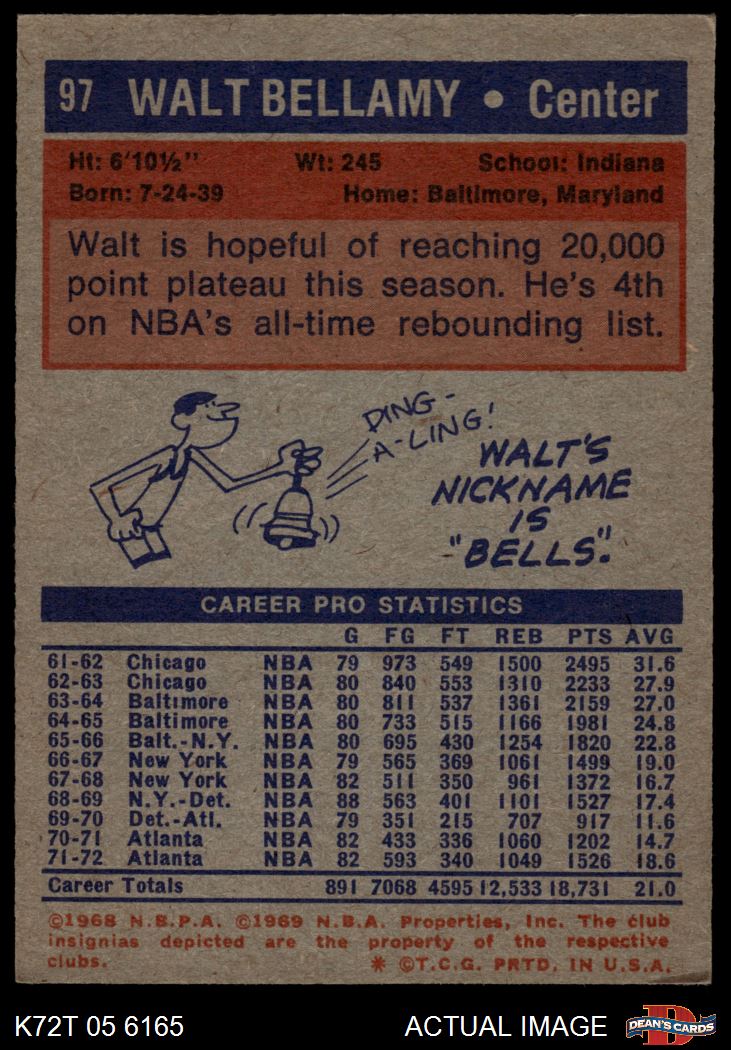 97 WALT BELLAMY • Center
Ht: 6'10½" Wt: 245 School: Indiana
Born: 7-24-39 Home: Baltimore, Maryland
Walt is hopeful of reaching 20,000
point plateau this season. He's 4th
on NBA's all-time rebounding list.
DING-
A-LING!
WALT'S
NICKNAME
IS
"BELLS".
CAREER PRO STATISTICS
G FG FT REB PTS AVG
61-62 Chicago NBA 79 973 549 1500 2495 31.6
62-63 Chicago NBA 80 840 553 1310 2233 27.9
63-64 Baltimore NBA 80 811 537 1361 2159 27.0
64-65 Baltimore NBA 80 733 515 1166 1981 24.8
65-66 Balt.-N.Y. NBA 80 695 430 1254 1820 22.8
66-67 New York NBA 79 565 369 1061 1499 19.0
67-68 New York NBA 82 511 350 961 1372 16.7
68-69 N.Y.-Det. NBA 88 563 401 1101 1527 17.4
69-70 Det.-Atl. NBA 79 351 215 707 917 11.6
70-71 Atlanta NBA 82 433 336 1060 1202 14.7
71-72 Atlanta NBA 82 593 340 1049 1526 18.6
Career Totals 891 7068 4595 12,533 18,731 21.0
©1968 N.B.P.A. ©1969 N.B.A. Properties, Inc. The club
insignias depicted are the property of the respective
clubs. * ©T.C.G. PRTD. IN U.S.A.
K72T 05 6165 ACTUAL IMAGE DEAN'S CARDS